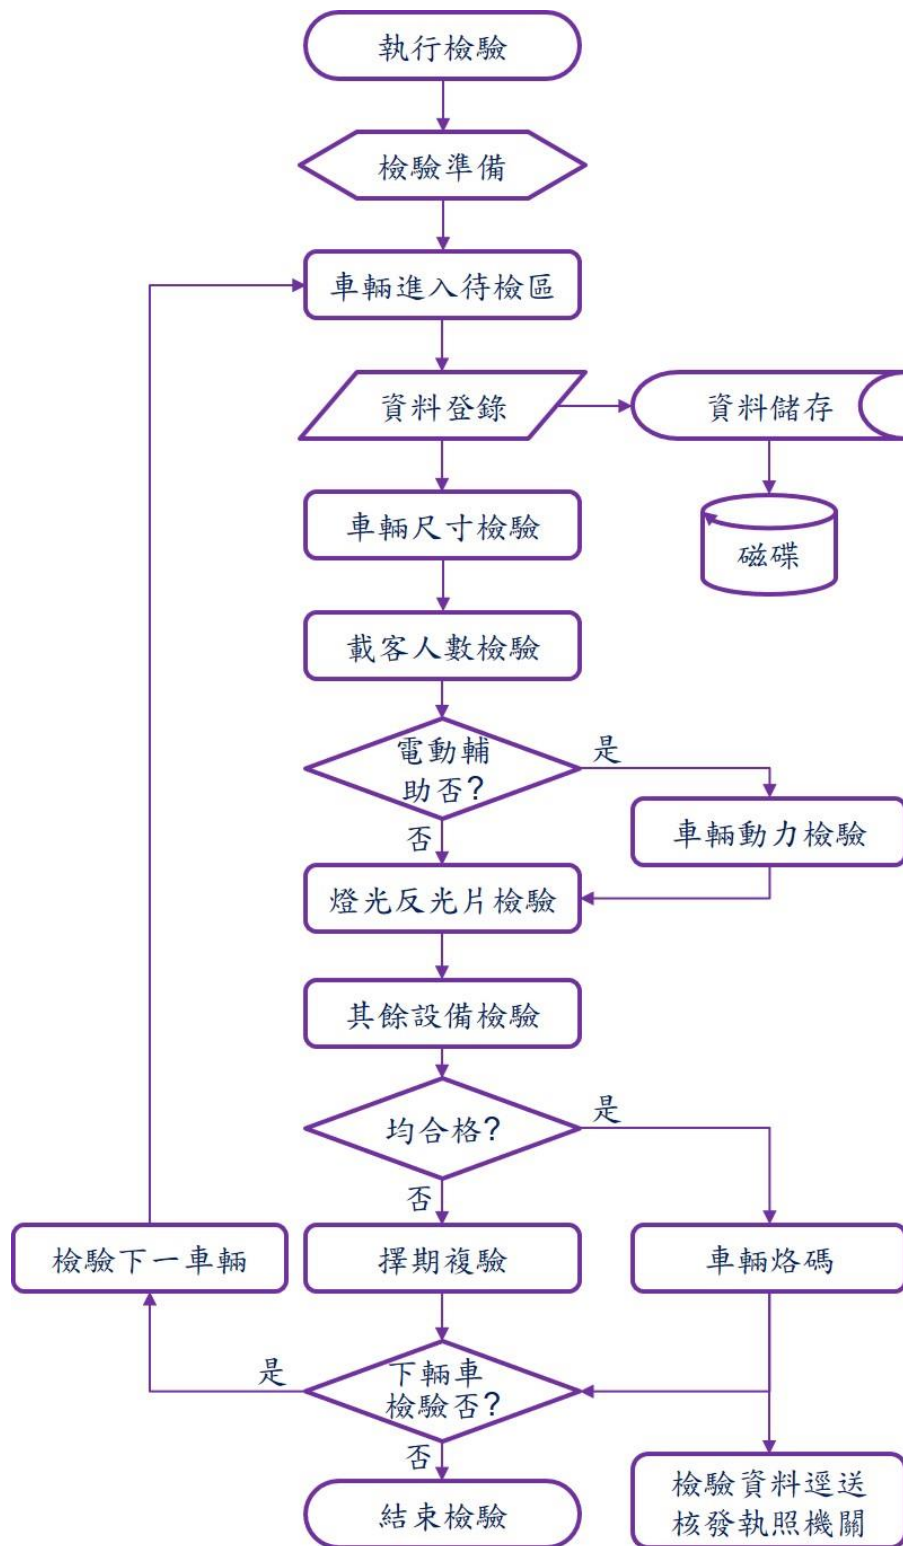 執行檢驗
檢驗準備
車輛進入待檢區
資料登錄
資料儲存
磁碟
車輛尺寸檢驗
載客人數檢驗
電動輔
助否?
是
否
車輛動力檢驗
燈光反光片檢驗
其餘設備檢驗
均合格?
是
否
檢驗下一車輛
擇期複驗
車輛烙碼
下輛車
檢驗否?
是
否
結束檢驗
檢驗資料逕送
核發執照機關